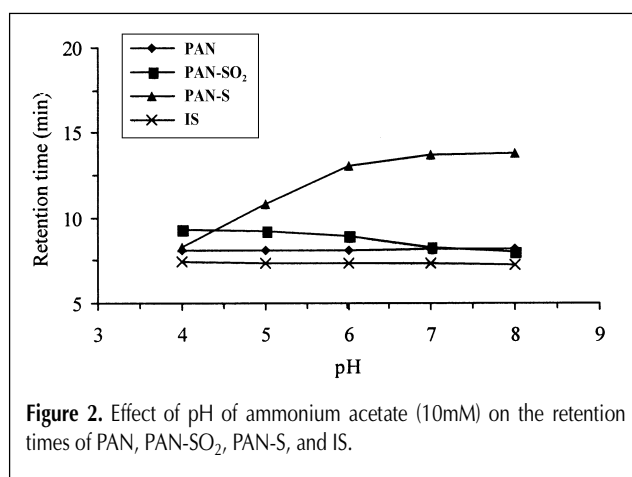 20
15
10
5
Retention time (min)
PAN
PAN-SO₂
PAN-S
IS
3 4 5 6 7 8 9
pH
Figure 2. Effect of pH of ammonium acetate (10mM) on the retention
times of PAN, PAN-SO₂, PAN-S, and IS.